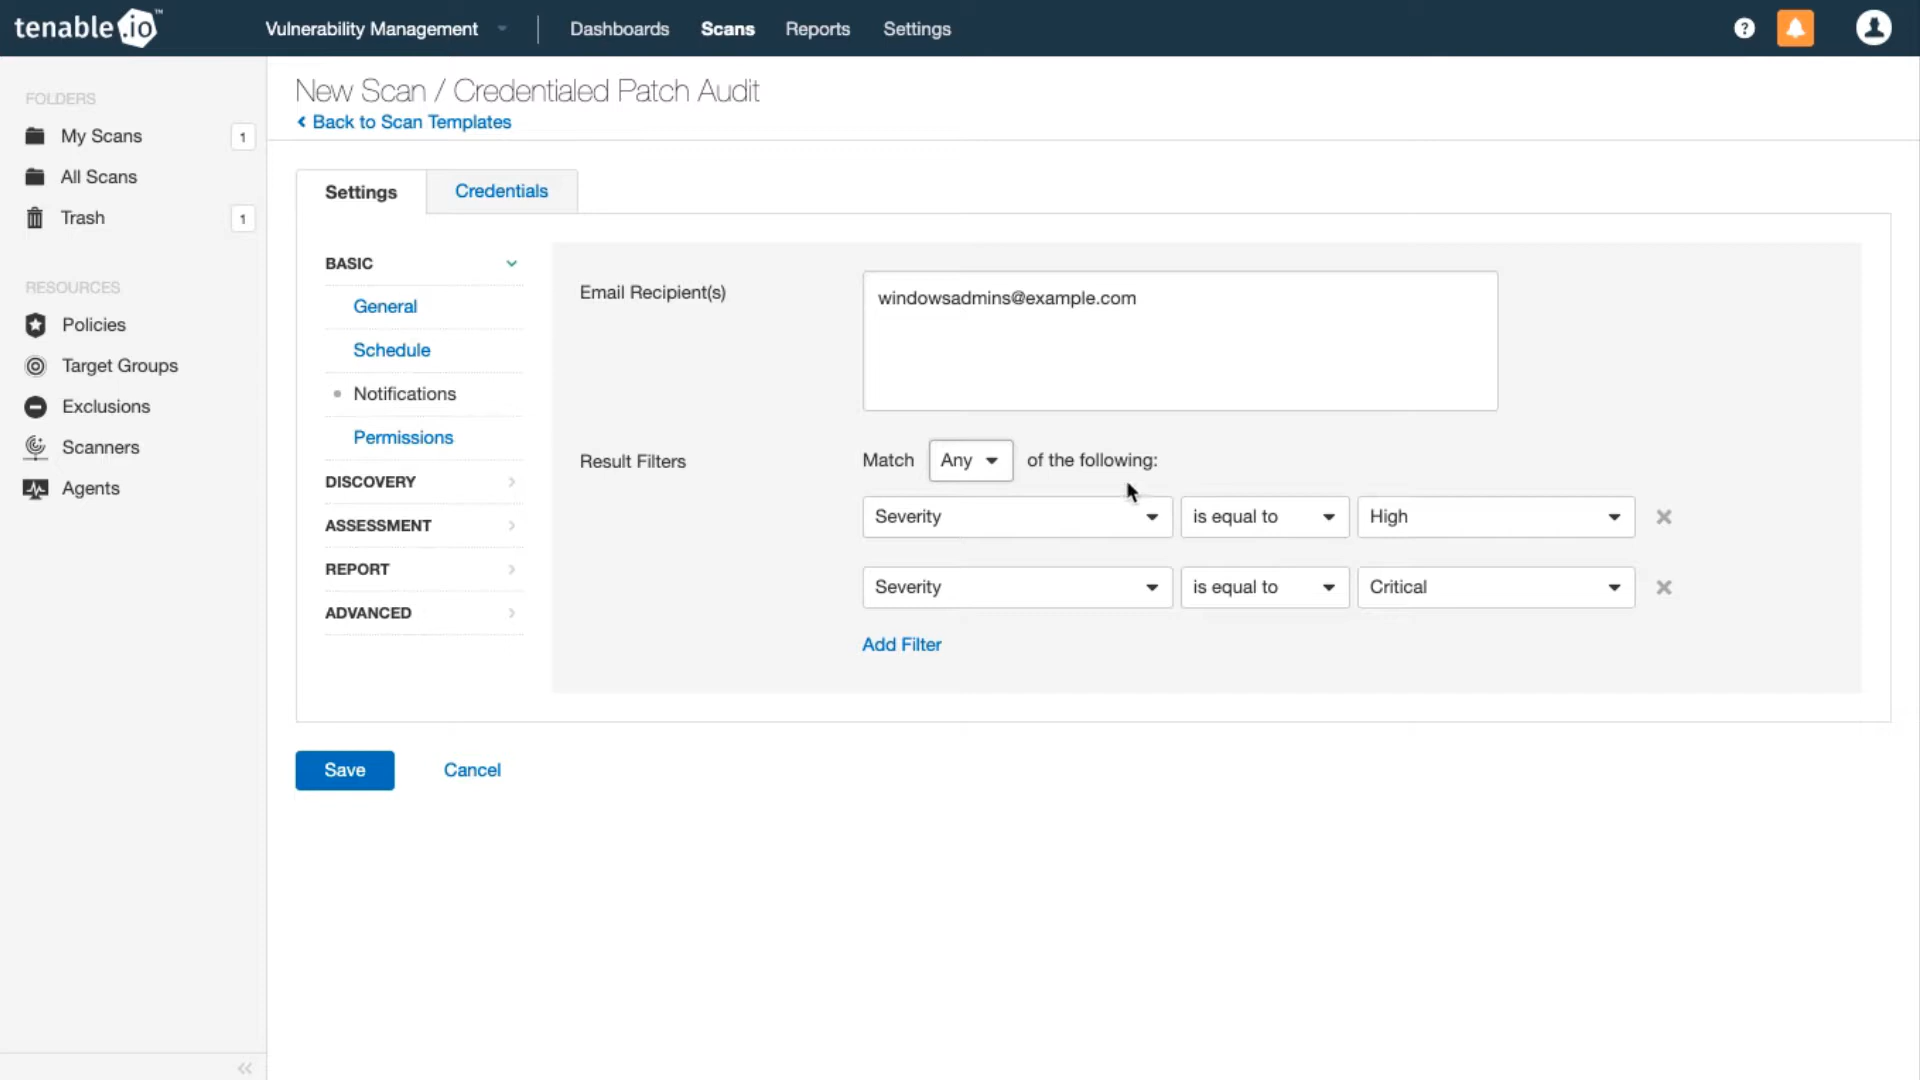 tenable.io™
Vulnerability Management
Dashboards
Scans
Reports
Settings
?
FOLDERS
My Scans
1
All Scans
Trash
1
RESOURCES
Policies
Target Groups
Exclusions
Scanners
Agents
New Scan / Credentialed Patch Audit
Back to Scan Templates
Settings
Credentials
BASIC
General
Schedule
Notifications
Permissions
DISCOVERY
ASSESSMENT
REPORT
ADVANCED
Email Recipient(s)
windowsadmins@example.com
Result Filters
Match Any of the following:
Severity is equal to High
Severity is equal to Critical
Add Filter
Save
Cancel